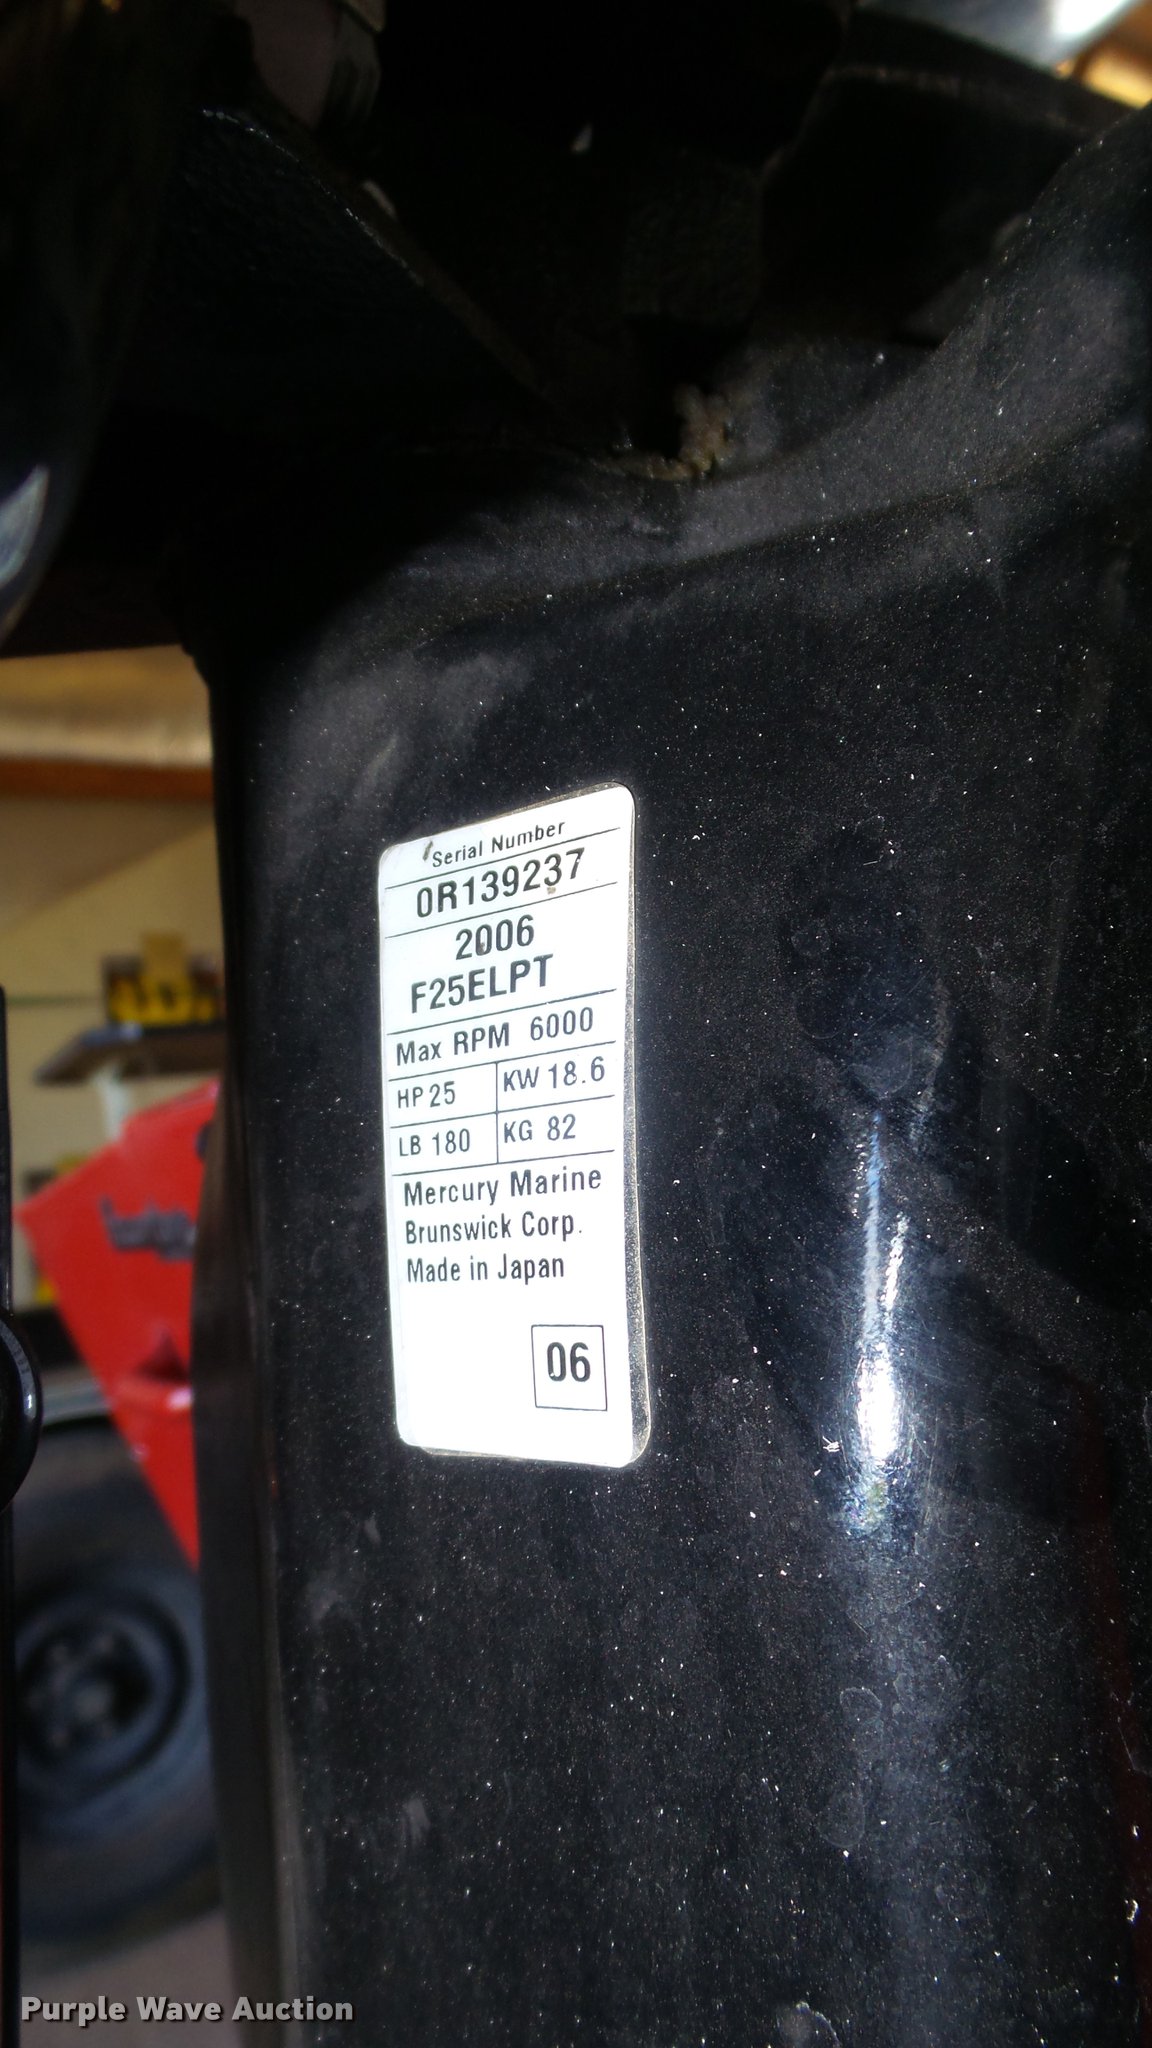 Serial Number
0R139237
2006
F25ELPT
Max RPM 6000
HP 25 KW 18.6
LB 180 KG 82
Mercury Marine
Brunswick Corp.
Made in Japan
06
Purple Wave Auction